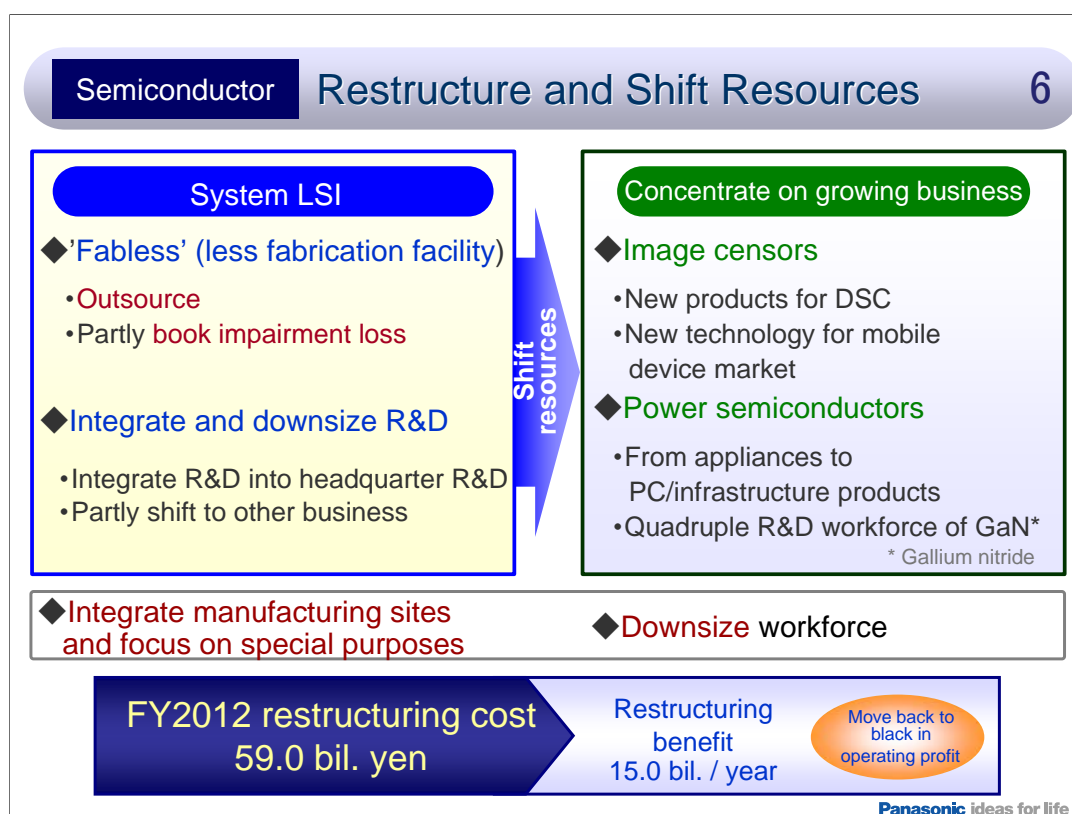 Semiconductor
Restructure and Shift Resources
6
System LSI
◆’Fabless’ (less fabrication facility)
•Outsource
•Partly book impairment loss
◆Integrate and downsize R&D
•Integrate R&D into headquarter R&D
•Partly shift to other business
Shift
resources
Concentrate on growing business
◆Image censors
•New products for DSC
•New technology for mobile
device market
◆Power semiconductors
•From appliances to
PC/infrastructure products
•Quadruple R&D workforce of GaN*
* Gallium nitride
◆Integrate manufacturing sites
and focus on special purposes
◆Downsize workforce
FY2012 restructuring cost
59.0 bil. yen
Restructuring
benefit
15.0 bil. / year
Move back to
black in
operating profit
Panasonic ideas for life